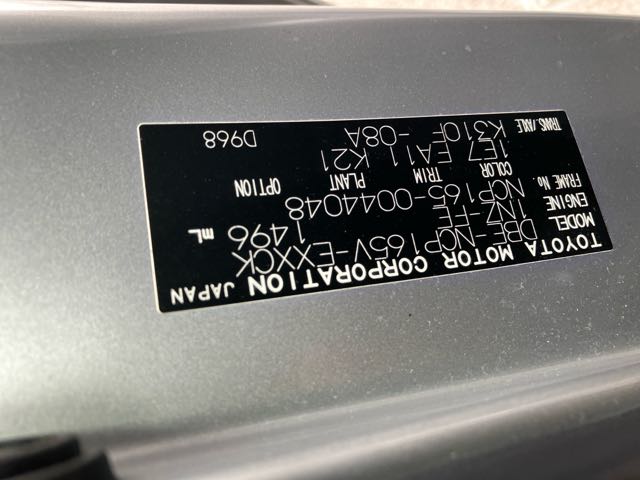 TOYOTA MOTOR CORPORATION JAPAN
MODEL DBE-NCP165V-EXXCK
ENGINE 1NZ-FE 1496 mL
FRAME No. NCP165-0044048
COLOR TRIM PLANT OPTION
1E7 EA11 K21
TRANS/AXLE K310F -08A
D968